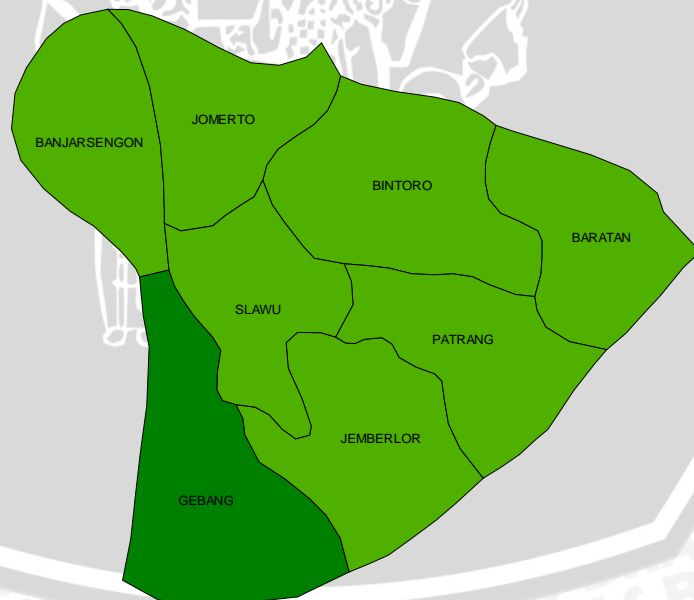 JOMERTO
BANJARSENGON
BINTORO
BARATAN
SLAWU
PATRANG
JEMBERLOR
GEBANG